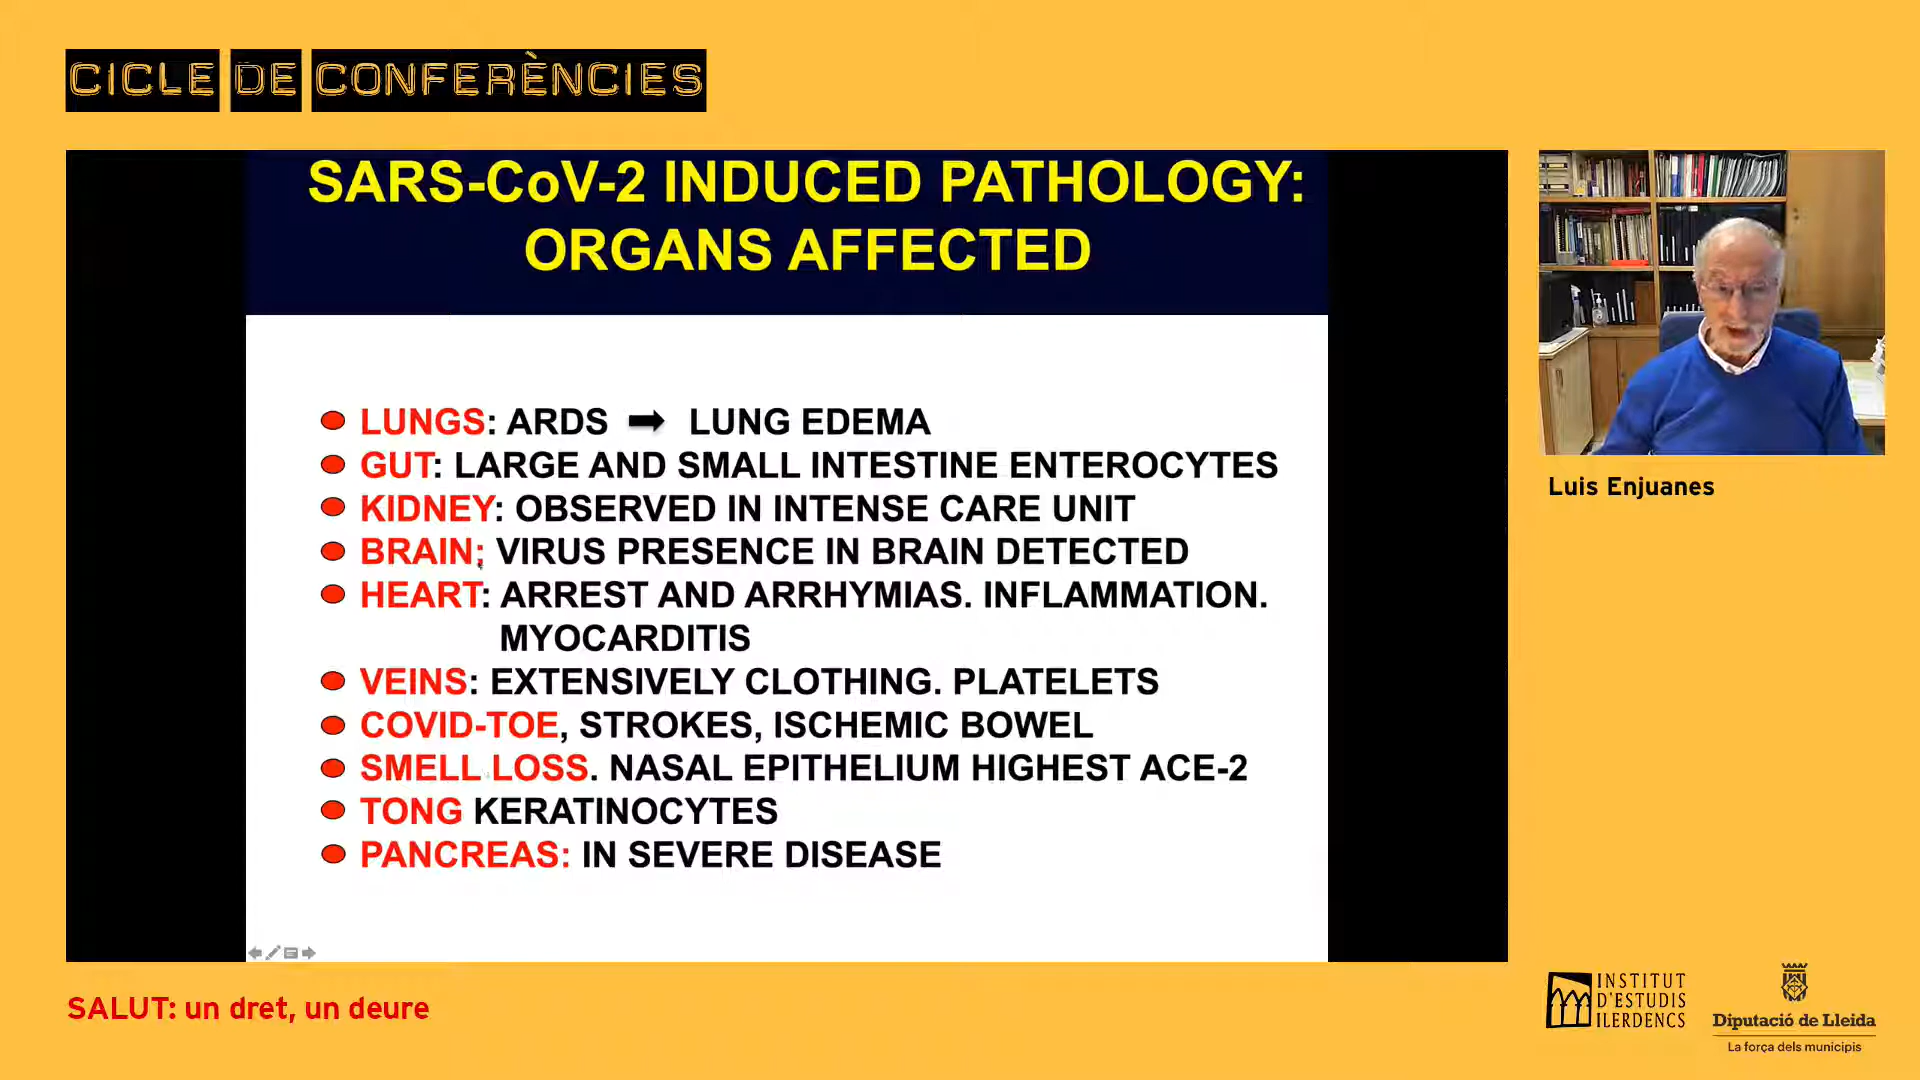 CICLE DE CONFERÈNCIES
SARS-CoV-2 INDUCED PATHOLOGY:
ORGANS AFFECTED
LUNGS: ARDS ➡ LUNG EDEMA
GUT: LARGE AND SMALL INTESTINE ENTEROCYTES
KIDNEY: OBSERVED IN INTENSE CARE UNIT
BRAIN; VIRUS PRESENCE IN BRAIN DETECTED
HEART: ARREST AND ARRHYMIAS. INFLAMMATION.
MYOCARDITIS
VEINS: EXTENSIVELY CLOTHING. PLATELETS
COVID-TOE, STROKES, ISCHEMIC BOWEL
SMELL LOSS. NASAL EPITHELIUM HIGHEST ACE-2
TONG KERATINOCYTES
PANCREAS: IN SEVERE DISEASE
Luis Enjuanes
SALUT: un dret, un deure
INSTITUT
D'ESTUDIS
ILERDENCS
Diputació de Lleida
La força dels municipis